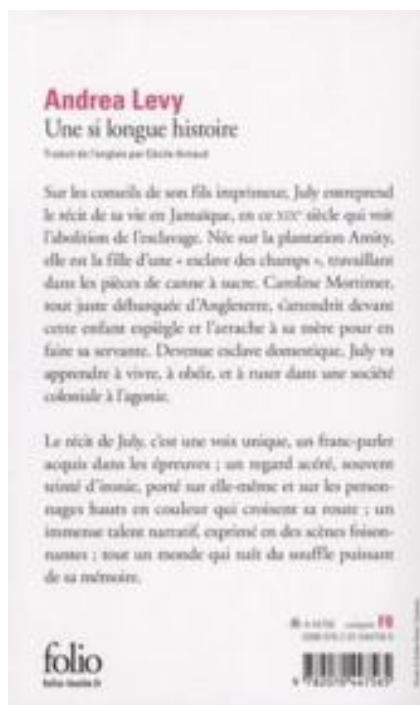 Andrea Levy
Une si longue histoire
Traduit de l'anglais par Cécile Arnaud
Sur les conseils de son fils imprimeur, July entreprend
le récit de sa vie en Jamaïque, en ce XIXe siècle qui voit
l'abolition de l'esclavage. Née sur la plantation Amity,
elle est la fille d'une « esclave des champs », travaillant
dans les pièces de canne à sucre. Caroline Mortimer,
tout juste débarquée d'Angleterre, s'attendrit devant
cette enfant espiègle et l'arrache à sa mère pour en
faire sa servante. Devenue esclave domestique, July va
apprendre à vivre, à obéir, et à ruser dans une société
coloniale à l'agonie.
Le récit de July, c'est une voix unique, un franc-parler
acquis dans les épreuves ; un regard acéré, souvent
teinté d'ironie, porté sur elle-même et sur les person-
nages hauts en couleur qui croisent sa route ; un
immense talent narratif, exprimé en des scènes foison-
nantes ; tout un monde qui naît du souffle puissant
de sa mémoire.
folio